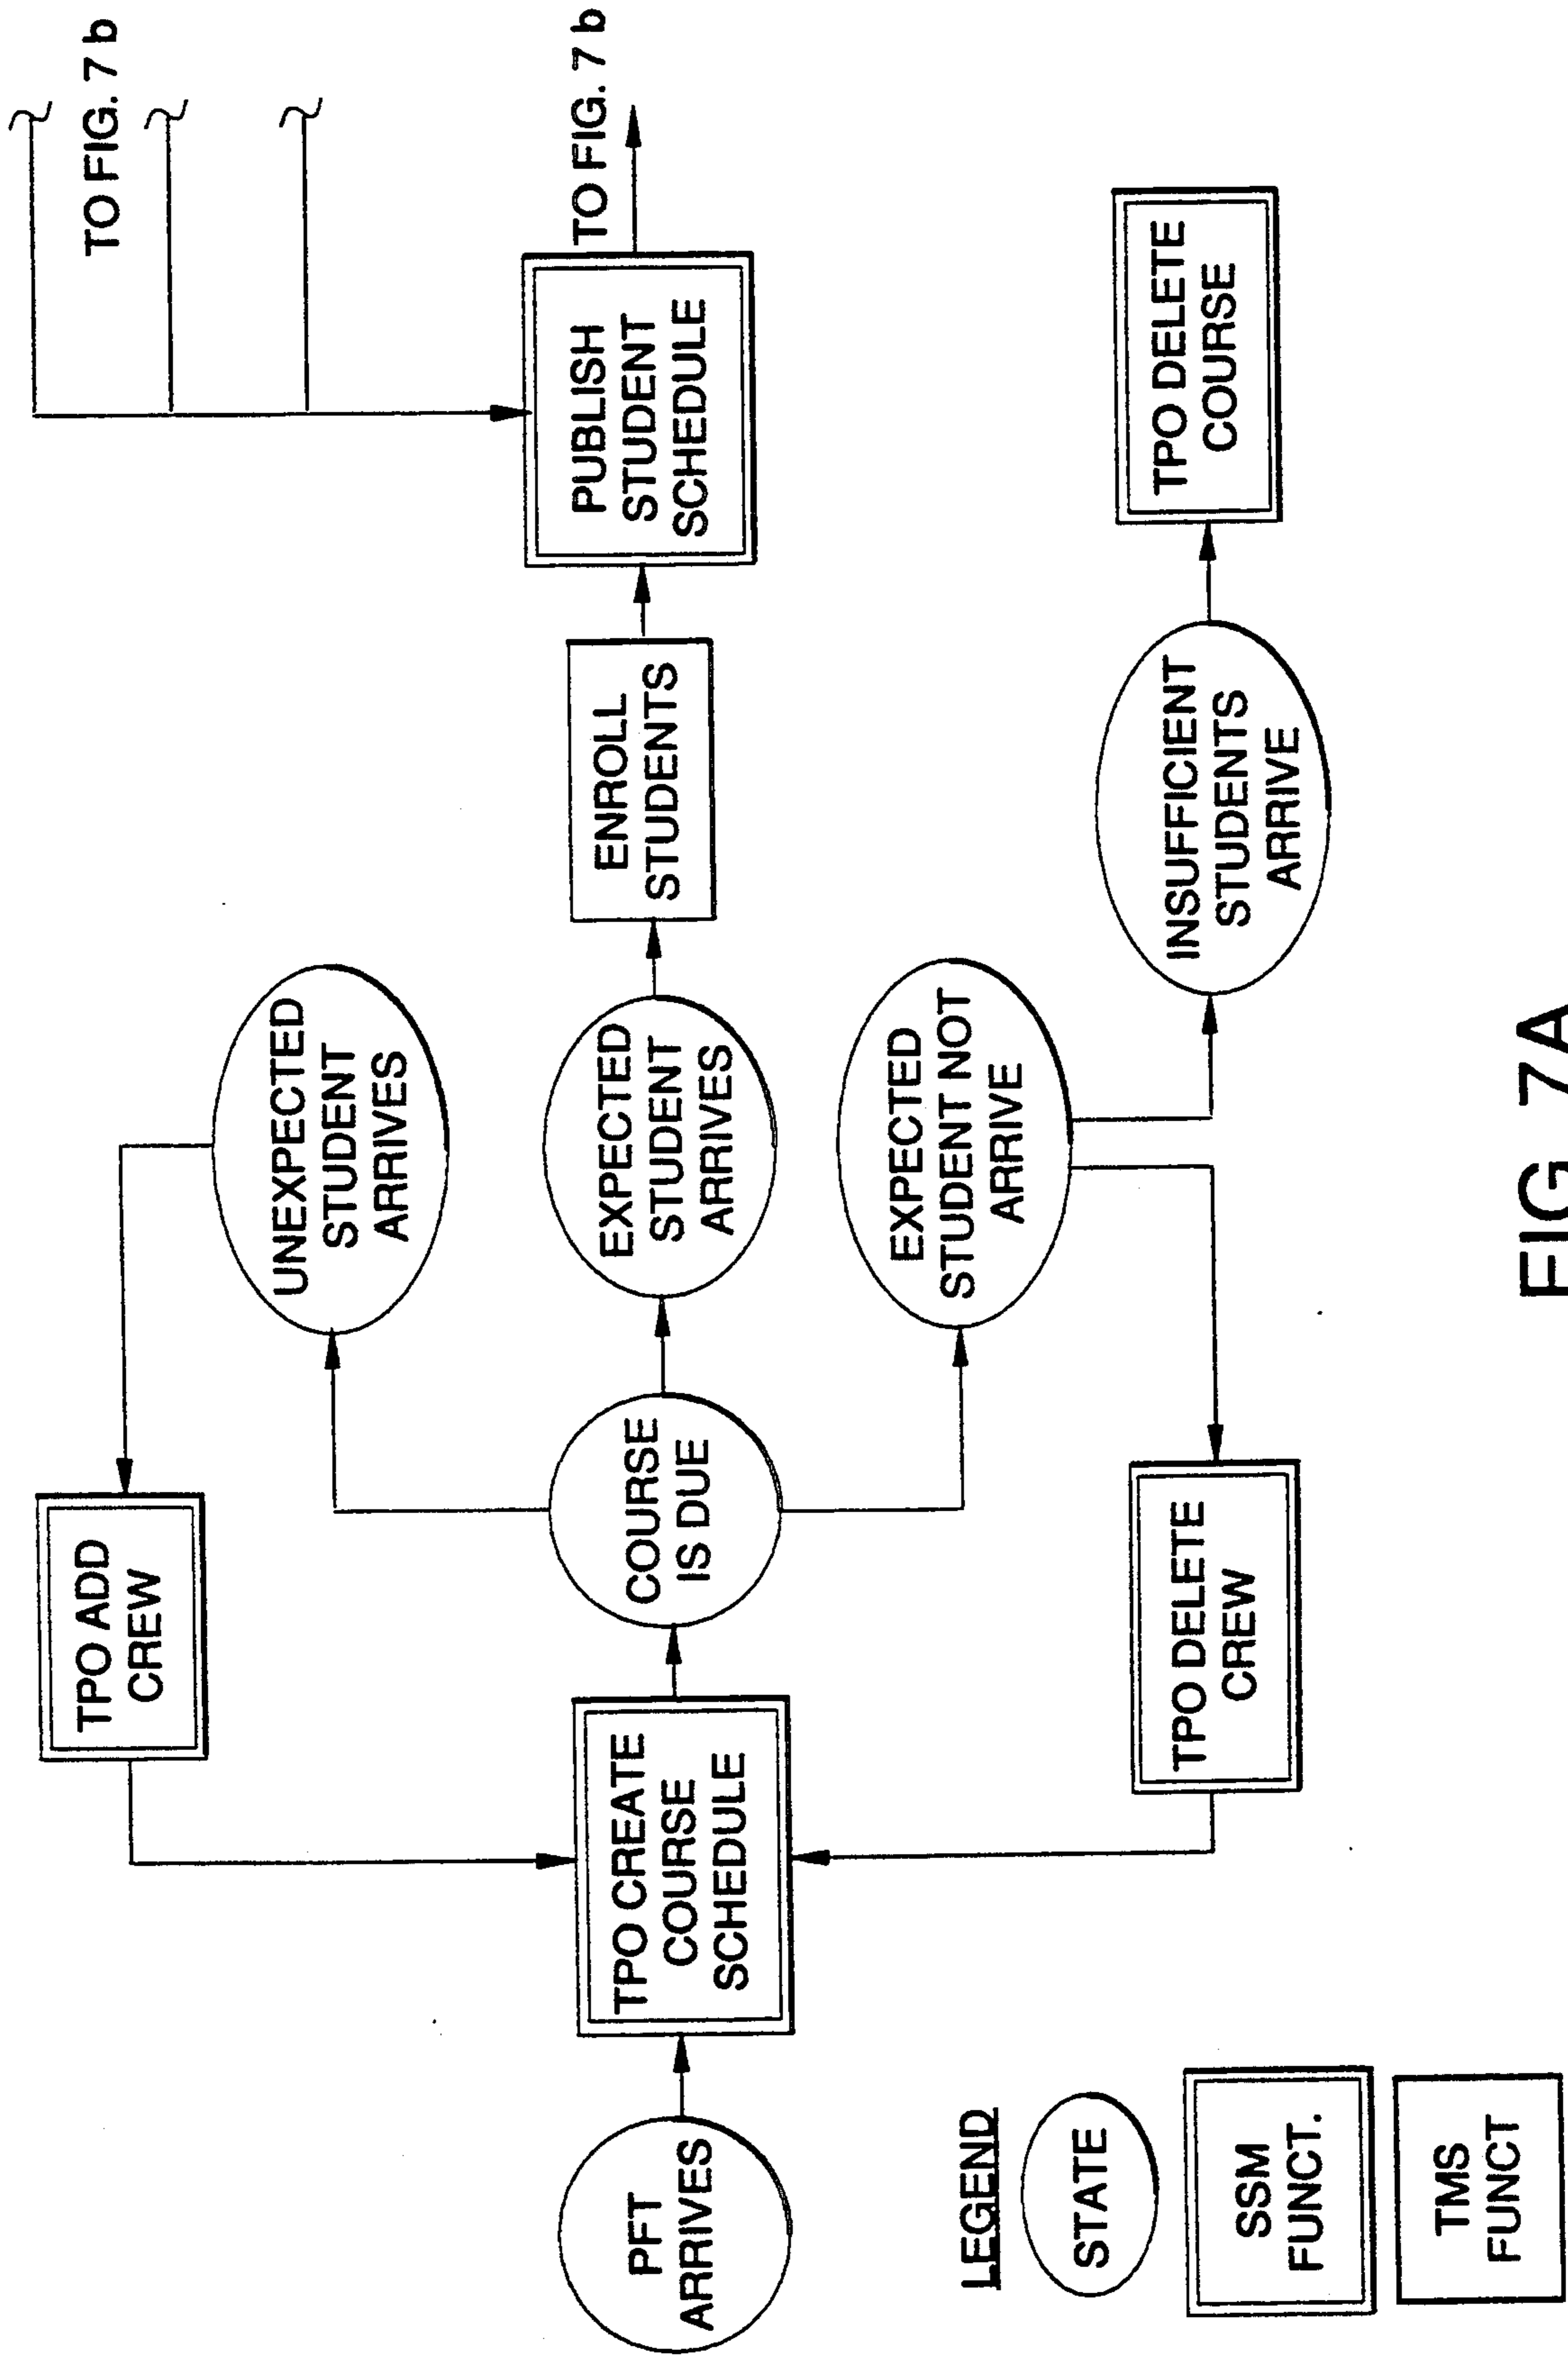 TO FIG. 7 b
TPO ADD
CREW
UNEXPECTED
STUDENT
ARRIVES
PFT
ARRIVES
TPO CREATE
COURSE
SCHEDULE
COURSE
IS DUE
EXPECTED
STUDENT
ARRIVES
ENROLL
STUDENTS
PUBLISH
STUDENT
SCHEDULE
TO FIG. 7 b
EXPECTED
STUDENT NOT
ARRIVE
TPO DELETE
CREW
INSUFFICIENT
STUDENTS
ARRIVE
TPO DELETE
COURSE
LEGEND
STATE
SSM
FUNCT.
TMS
FUNCT
FIG 7A